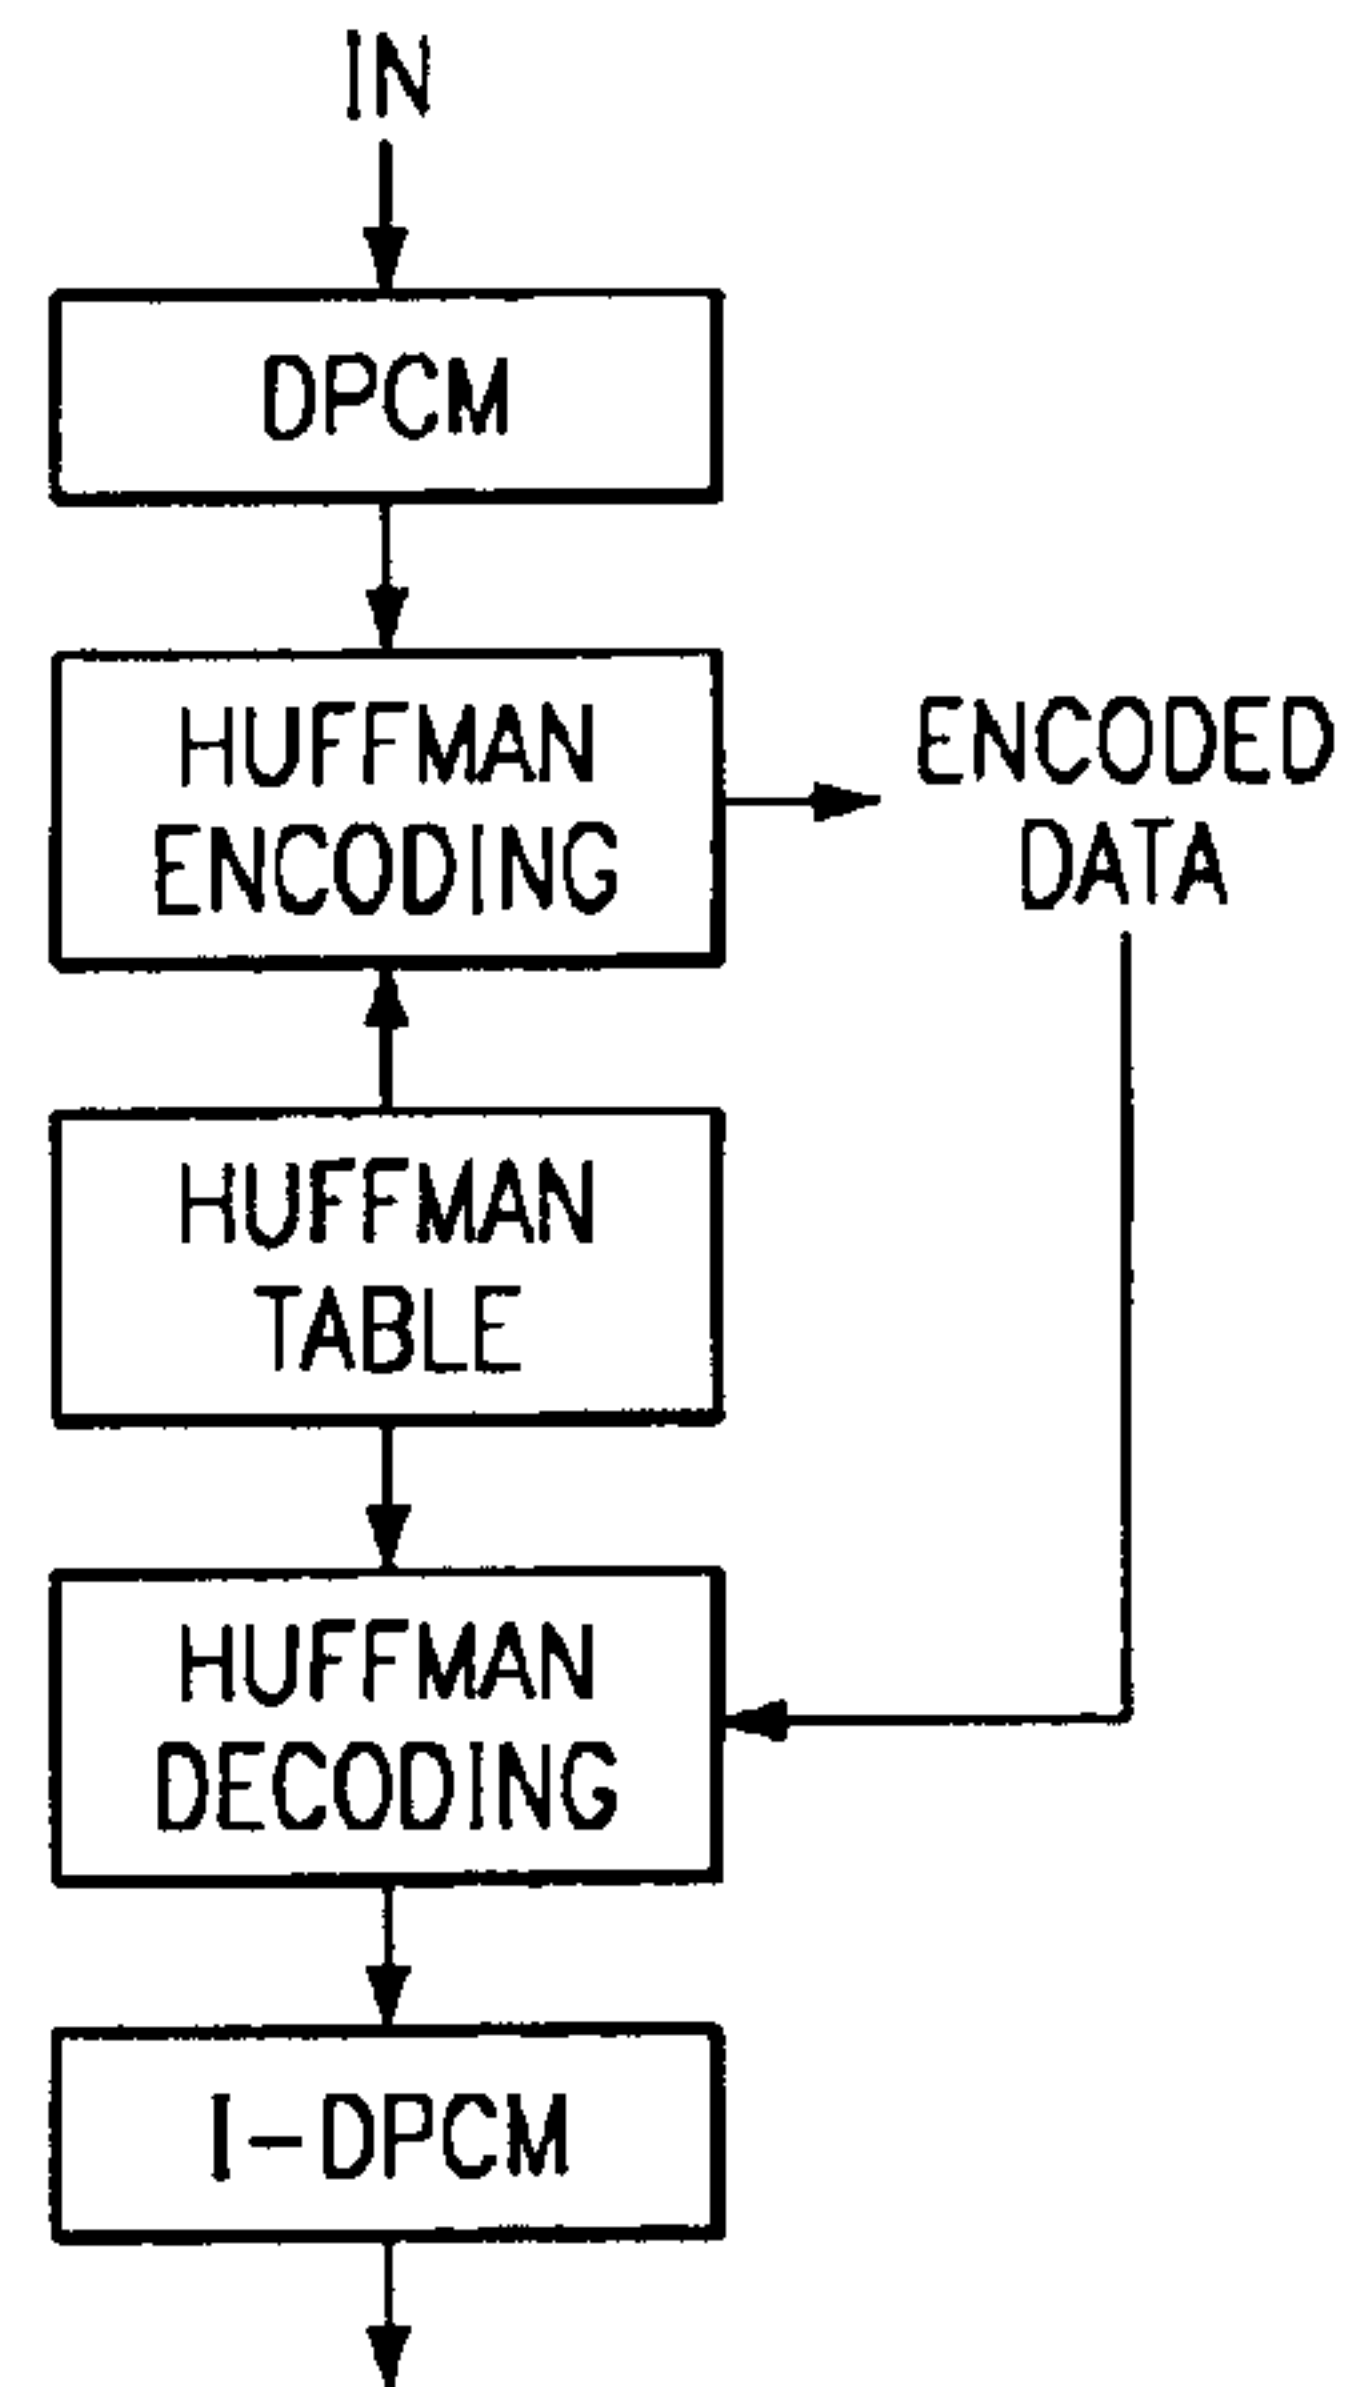 IN
DPCM
HUFFMAN
ENCODING
ENCODED
DATA
HUFFMAN
TABLE
HUFFMAN
DECODING
I-DPCM